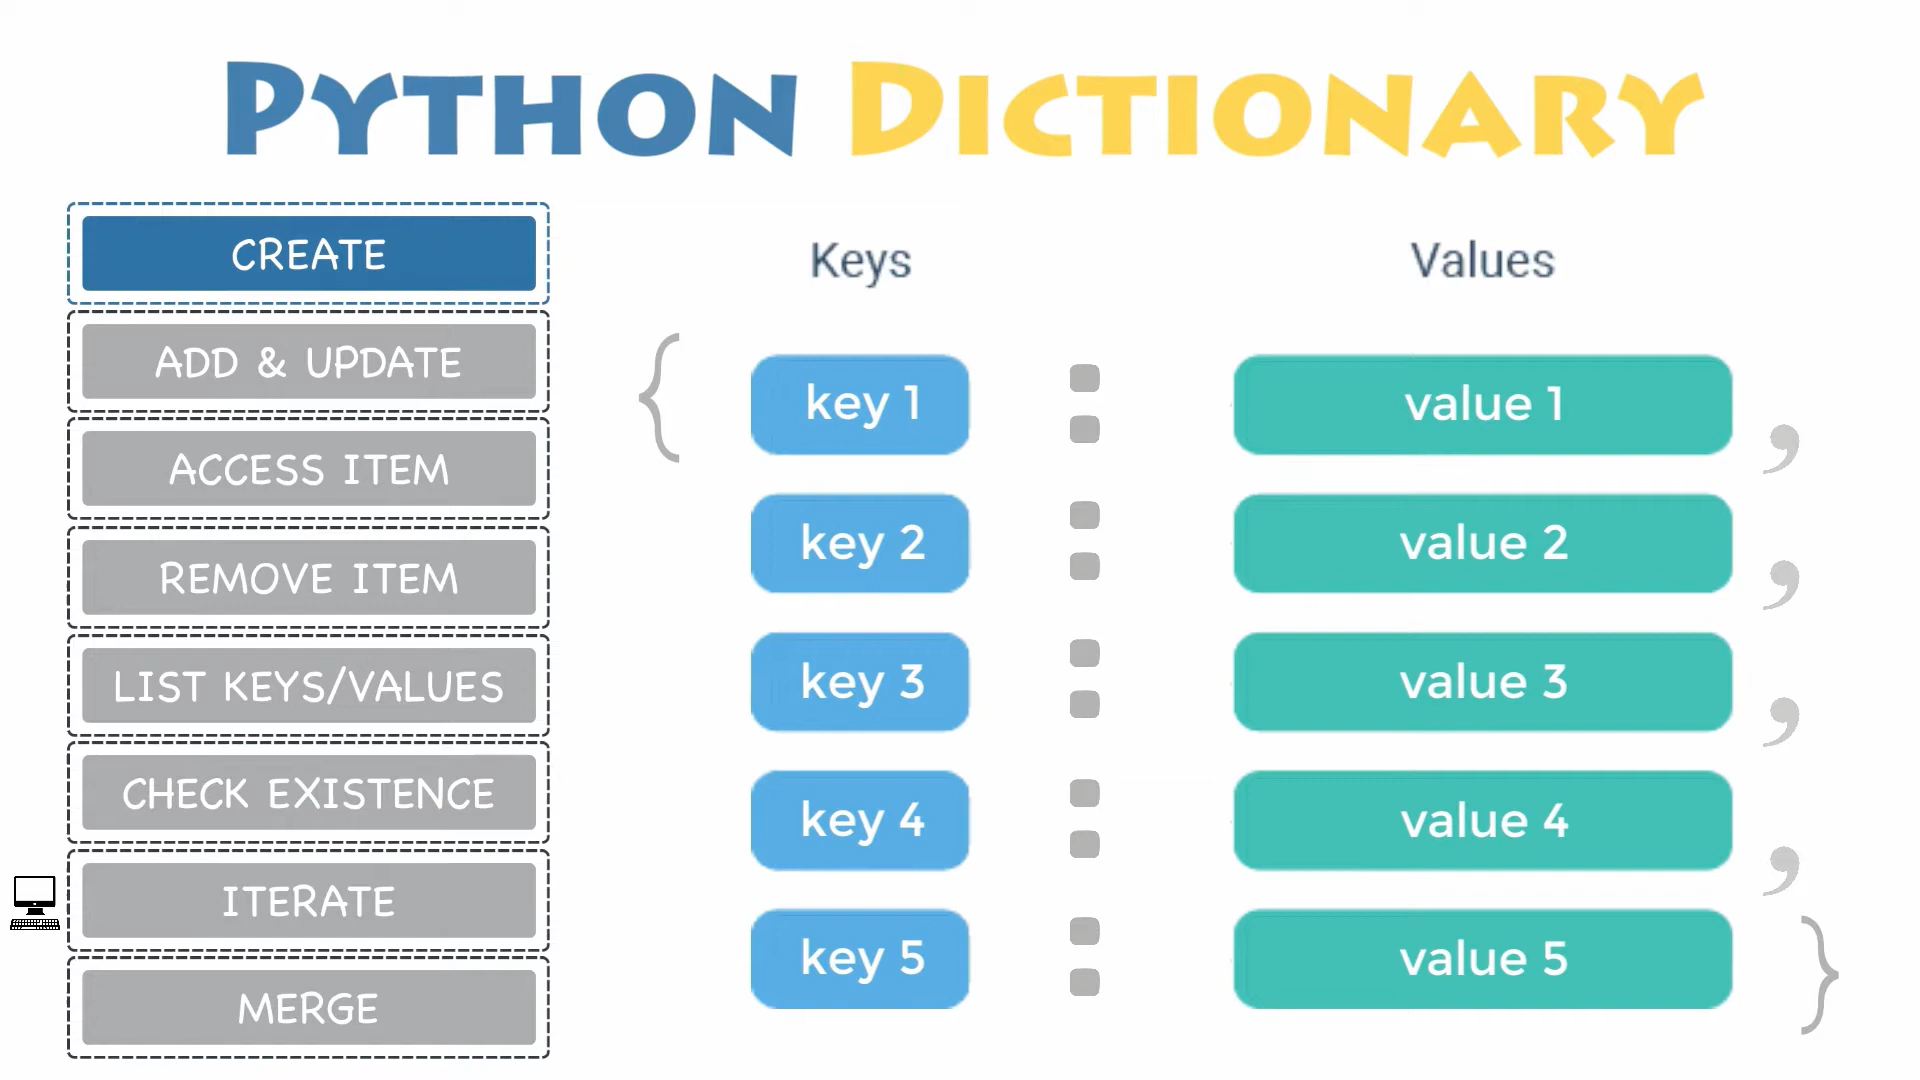 PYTHON DICTIONARY
CREATE
ADD & UPDATE
ACCESS ITEM
REMOVE ITEM
LIST KEYS/VALUES
CHECK EXISTENCE
ITERATE
MERGE
Keys Values
{ key 1 : value 1 ,
key 2 : value 2 ,
key 3 : value 3 ,
key 4 : value 4 ,
key 5 : value 5 }